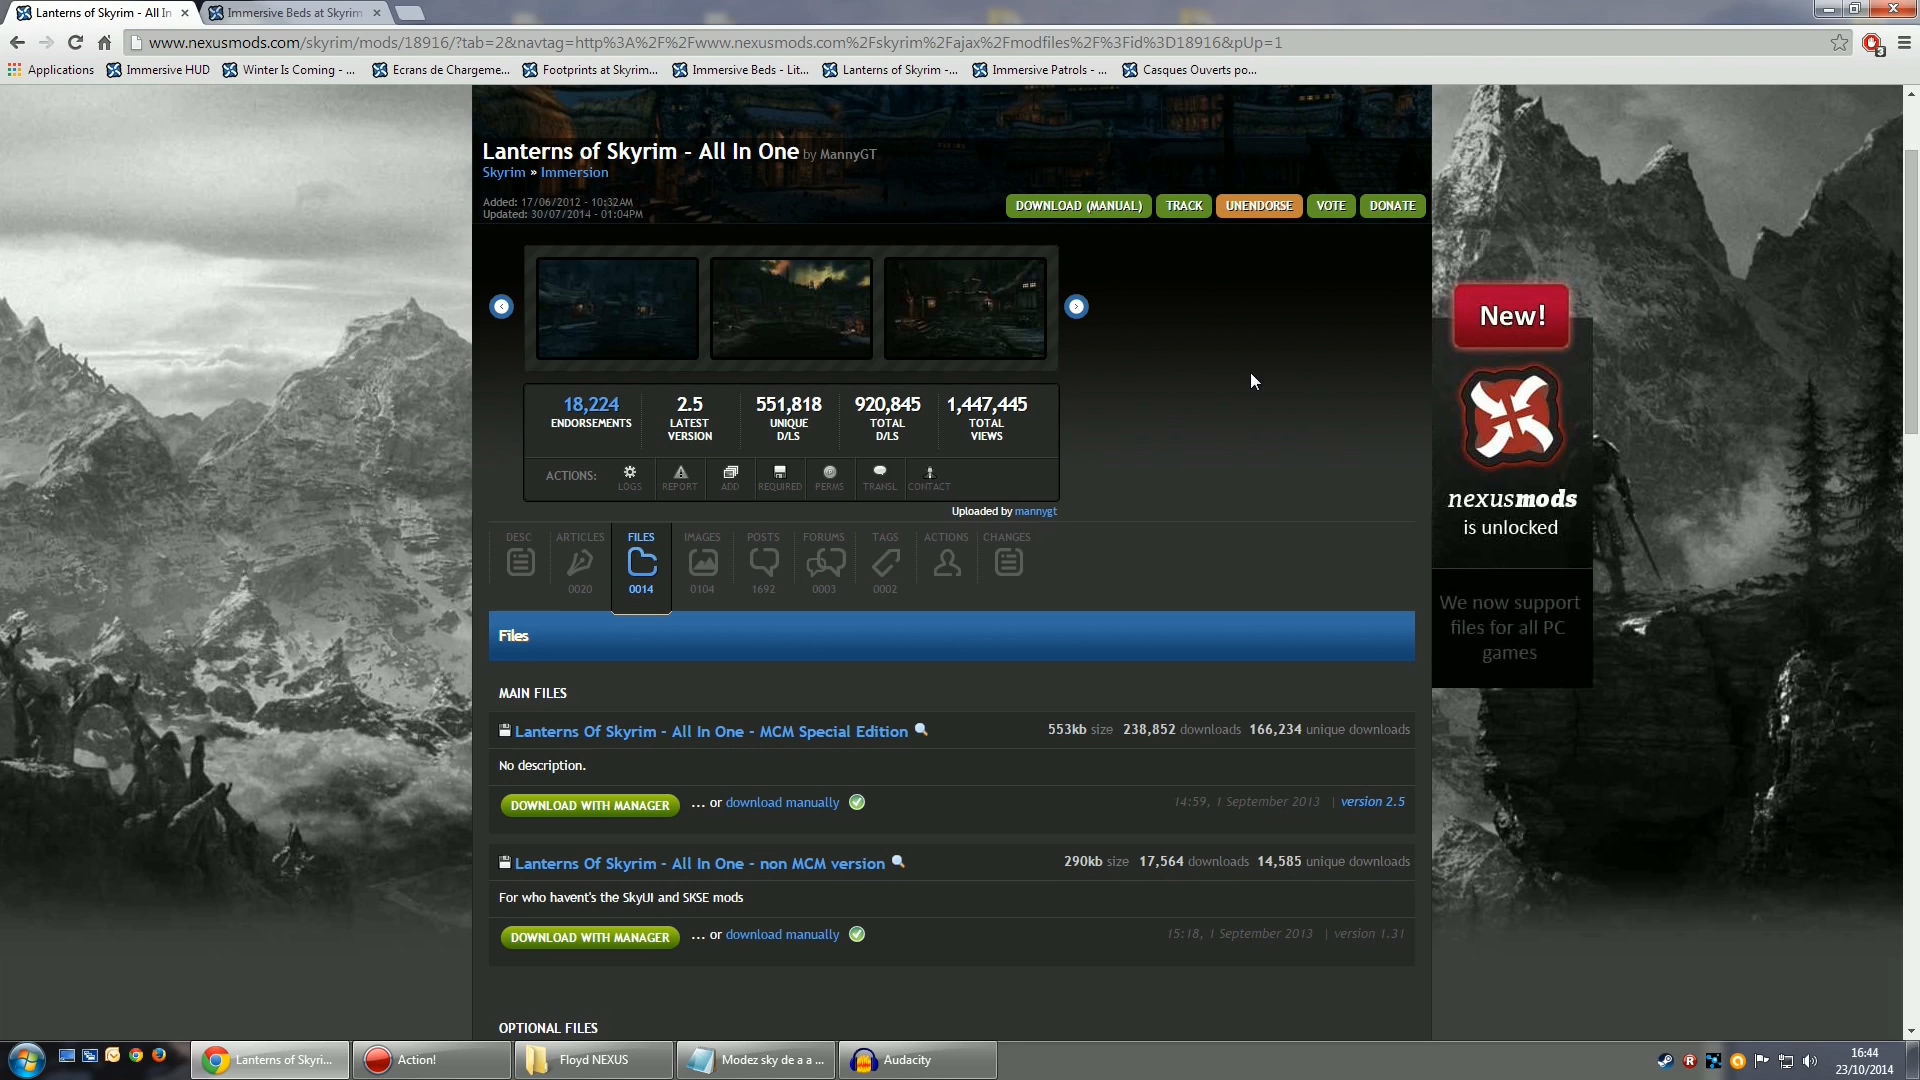 Lanterns of Skyrim - All In
Immersive Beds at Skyrim
www.nexusmods.com/skyrim/mods/18916/?tab=2&navtag=http%3A%2F%2Fwww.nexusmods.com%2Fskyrim%2Fajax%2Fmodfiles%2F%3Fid%3D18916&pUp=1
3
Applications
Immersive HUD
Winter Is Coming - ...
Ecrans de Chargeme...
Footprints at Skyrim...
Immersive Beds - Lit...
Lanterns of Skyrim -...
Immersive Patrols - ...
Casques Ouverts po...
Lanterns of Skyrim - All In One by MannyGT
Skyrim » Immersion
Added: 17/06/2012 - 10:32AM
Updated: 30/07/2014 - 01:04PM
DOWNLOAD (MANUAL)
TRACK
UNENDORSE
VOTE
DONATE
18,224 ENDORSEMENTS
2.5 LATEST VERSION
551,818 UNIQUE D/LS
920,845 TOTAL D/LS
1,447,445 TOTAL VIEWS
ACTIONS:
LOGS
REPORT
ADD
REQUIRED
PERMS
TRANSL
CONTACT
Uploaded by mannygt
DESC
ARTICLES 0020
FILES 0014
IMAGES 0104
POSTS 1692
FORUMS 0003
TAGS 0002
ACTIONS
CHANGES
Files
MAIN FILES
Lanterns Of Skyrim - All In One - MCM Special Edition
553kb size 238,852 downloads 166,234 unique downloads
No description.
DOWNLOAD WITH MANAGER ... or download manually
14:59, 1 September 2013 | version 2.5
Lanterns Of Skyrim - All In One - non MCM version
290kb size 17,564 downloads 14,585 unique downloads
For who havent's the SkyUI and SKSE mods
DOWNLOAD WITH MANAGER ... or download manually
15:18, 1 September 2013 | version 1.31
OPTIONAL FILES
New!
nexusmods
is unlocked
We now support
files for all PC
games
Lanterns of Skyri...
Action!
Floyd NEXUS
Modez sky de a a ...
Audacity
16:44
23/10/2014